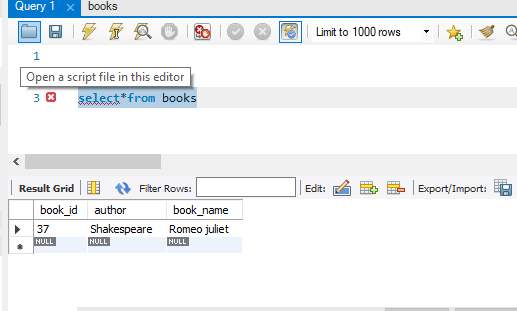 Query 1 books
Limit to 1000 rows
1
Open a script file in this editor
3 select*from books
Result Grid Filter Rows: Edit: Export/Import:
book_id author book_name
37 Shakespeare Romeo juliet
NULL NULL NULL